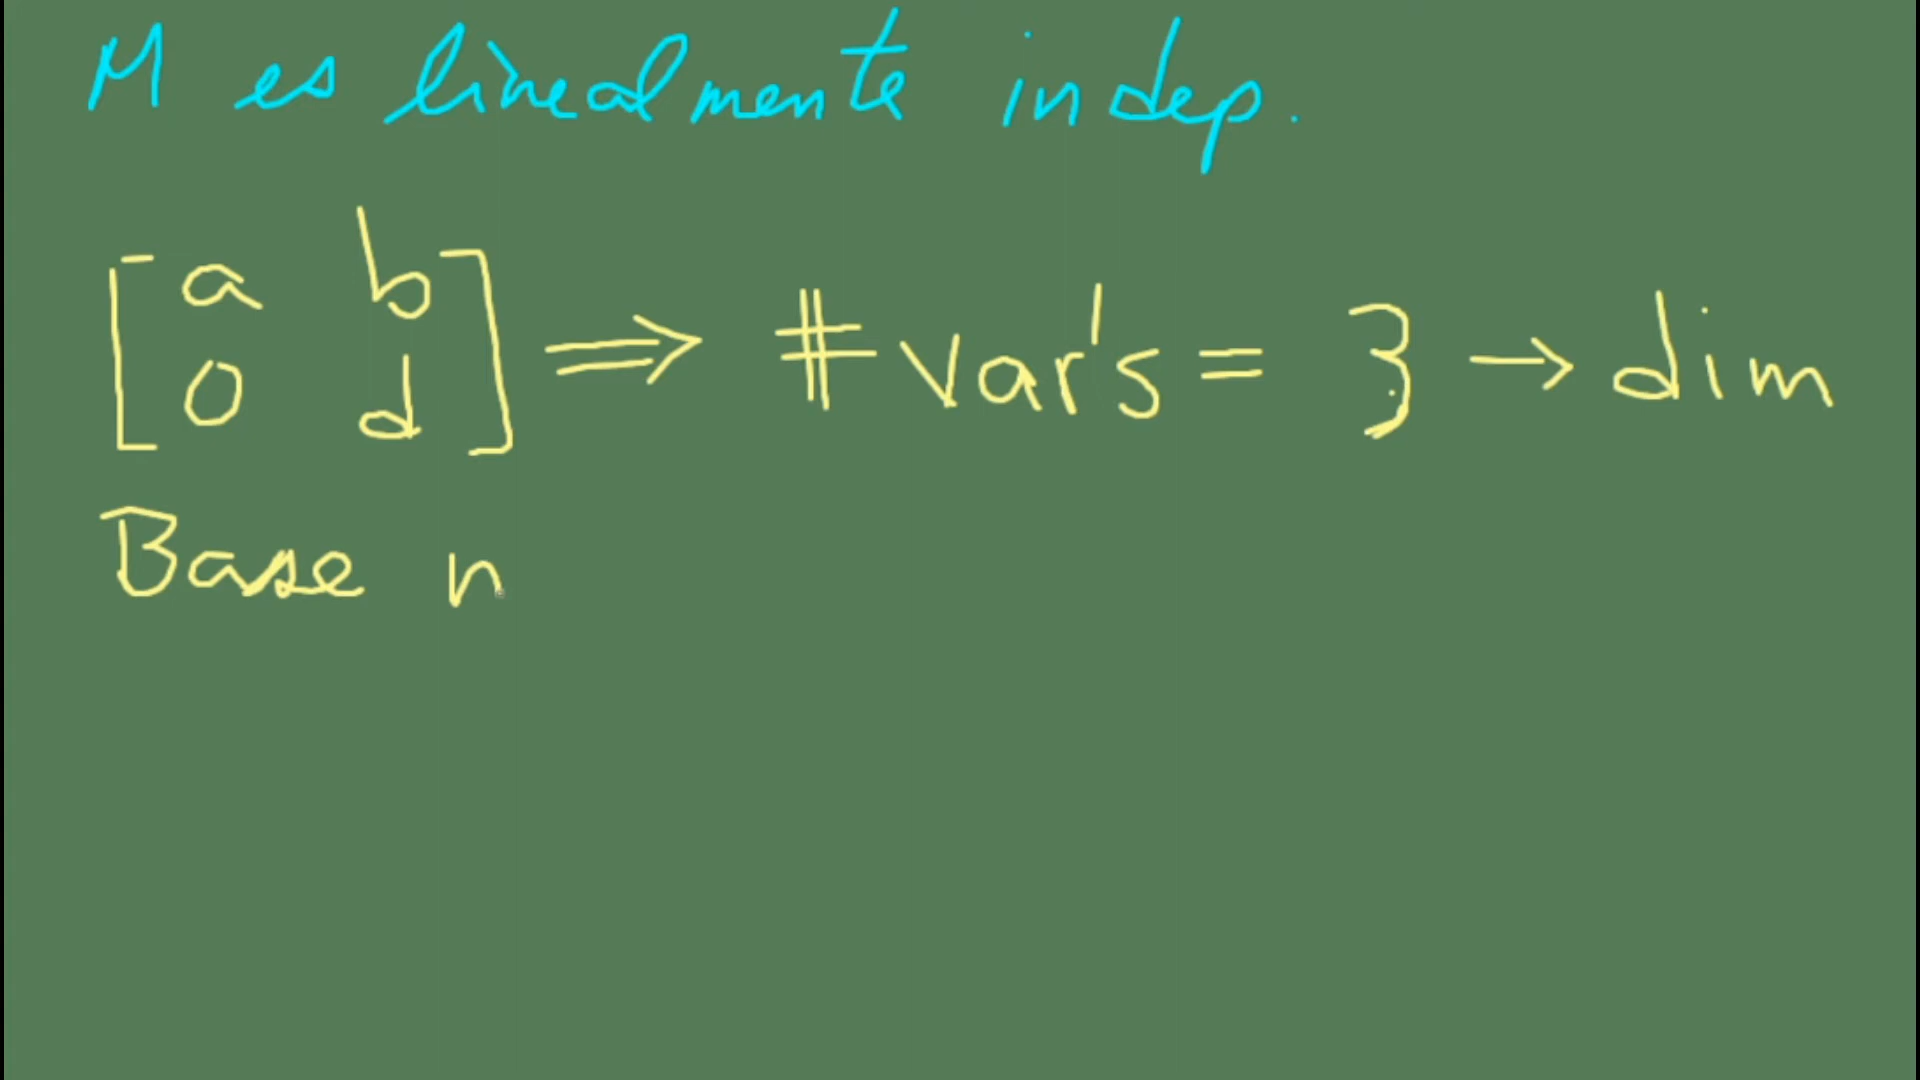 M es linealmente indep.
[a b
0 d] ⇒ # var's = 3 → dim
Base n